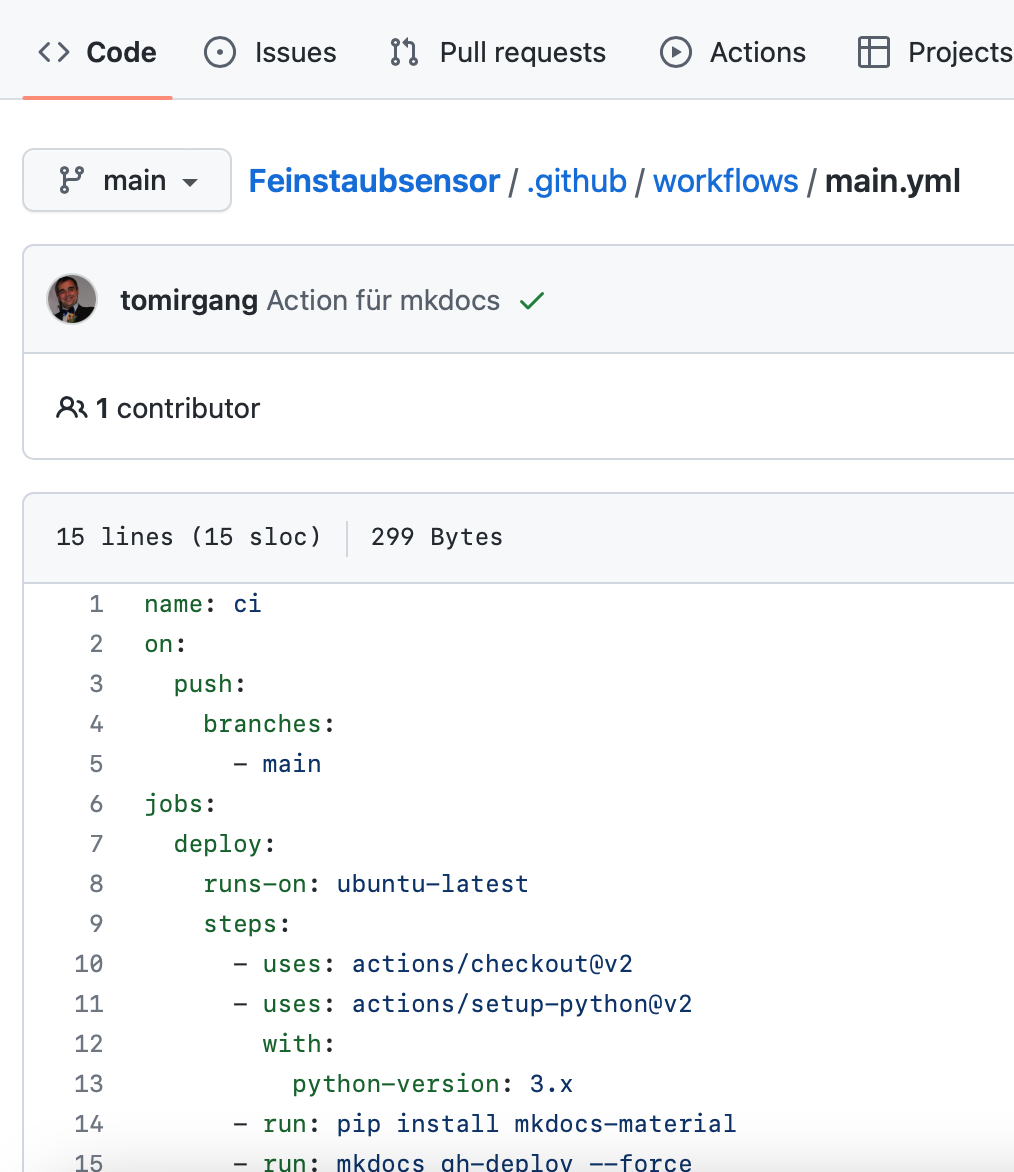 Code Issues Pull requests Actions Projects
main Feinstaubsensor / .github / workflows / main.yml
tomirgang Action für mkdocs
1 contributor
15 lines (15 sloc) 299 Bytes
1 name: ci
2 on:
3 push:
4 branches:
5 - main
6 jobs:
7 deploy:
8 runs-on: ubuntu-latest
9 steps:
10 - uses: actions/checkout@v2
11 - uses: actions/setup-python@v2
12 with:
13 python-version: 3.x
14 - run: pip install mkdocs-material
15 - run: mkdocs gh-deploy --force